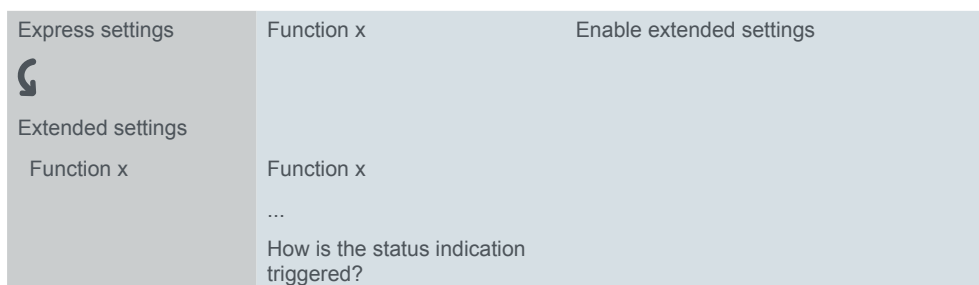 Express settings
Function x
Enable extended settings
Extended settings
Function x
Function x
...
How is the status indication
triggered?